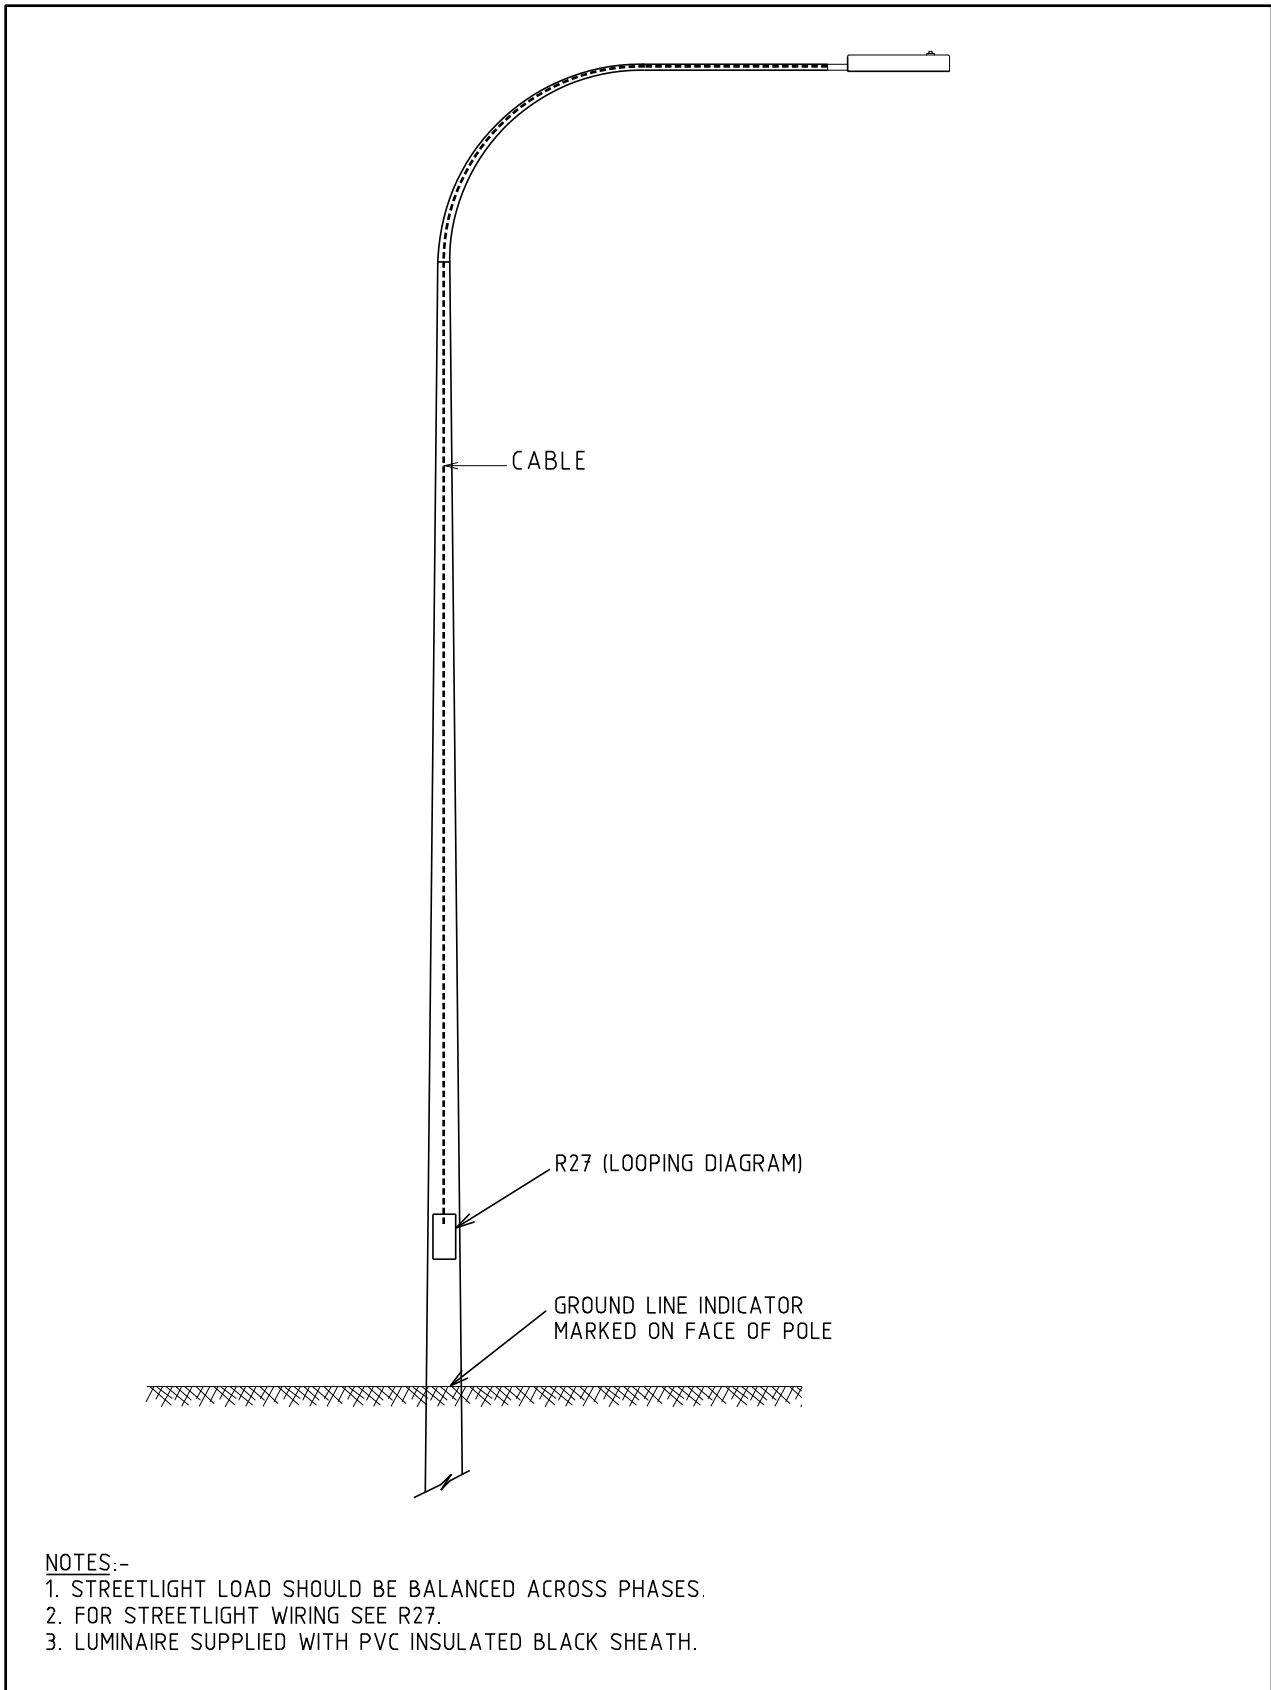 CABLE
R27 (LOOPING DIAGRAM)
GROUND LINE INDICATOR
MARKED ON FACE OF POLE
NOTES:-
1. STREETLIGHT LOAD SHOULD BE BALANCED ACROSS PHASES.
2. FOR STREETLIGHT WIRING SEE R27.
3. LUMINAIRE SUPPLIED WITH PVC INSULATED BLACK SHEATH.